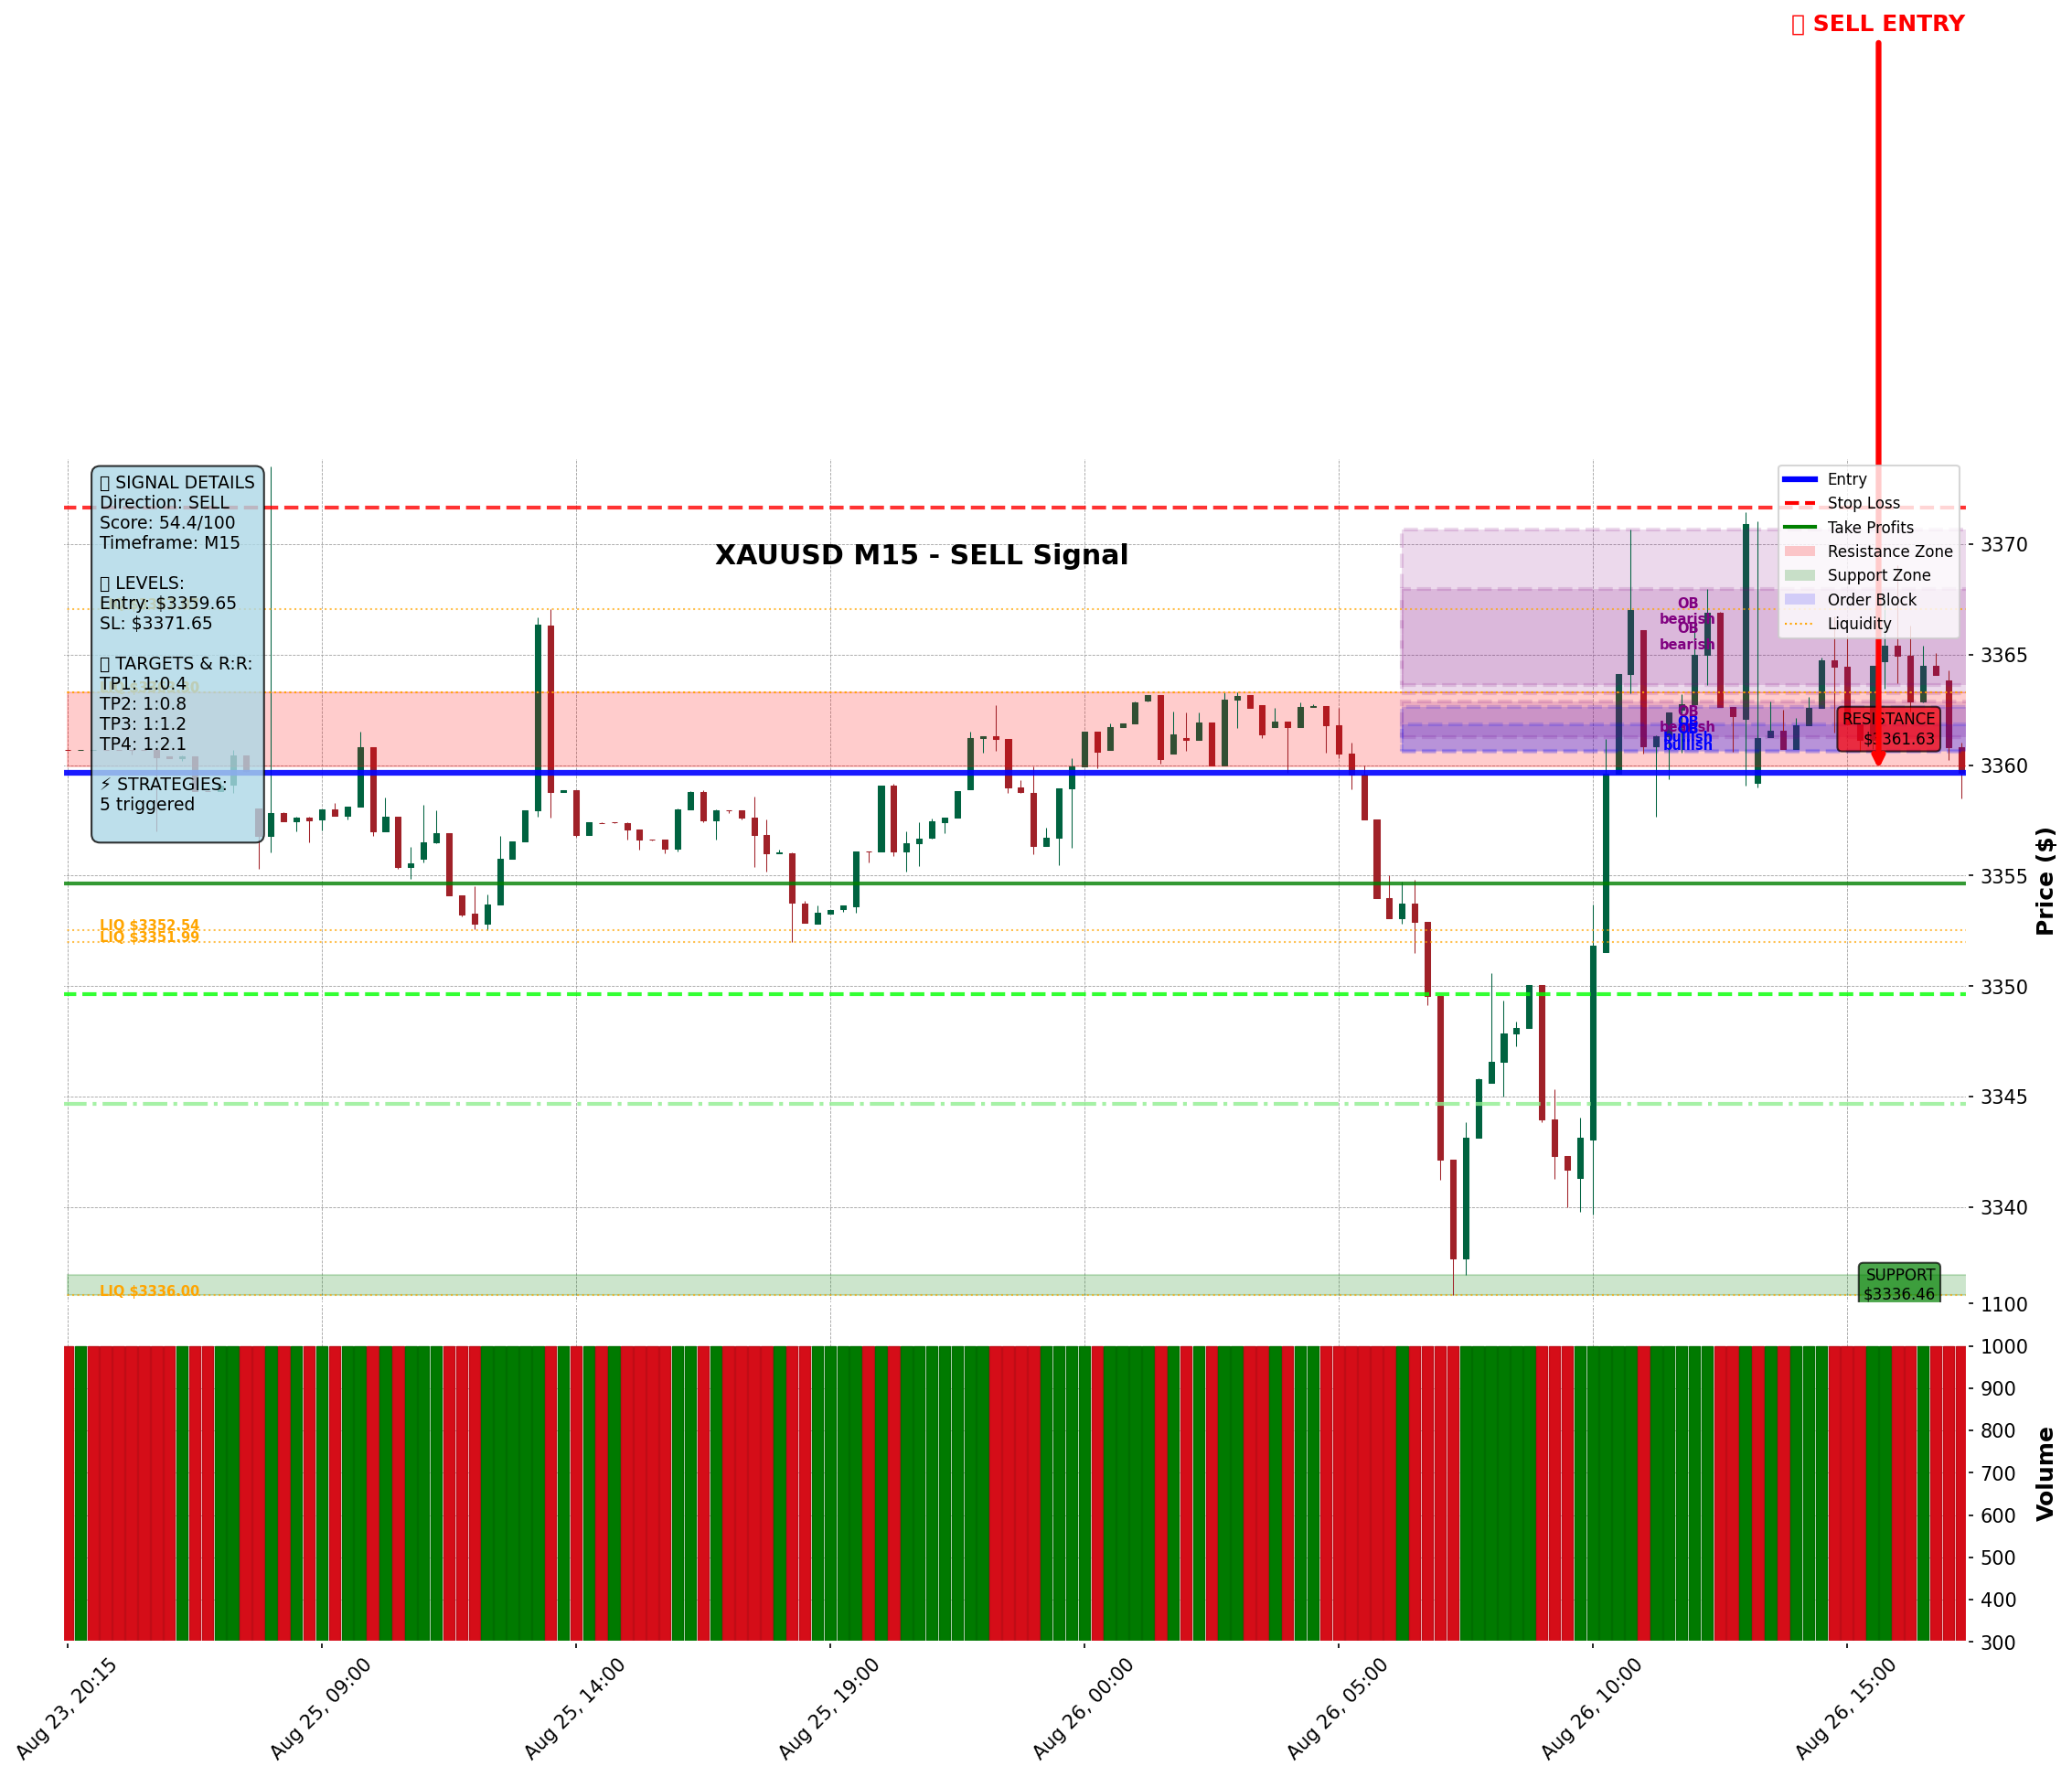 ▯ SELL ENTRY
XAUUSD M15 - SELL Signal
▯ SIGNAL DETAILS
Direction: SELL
Score: 54.4/100
Timeframe: M15
▯ LEVELS:
Entry: $3359.65
SL: $3371.65
▯ TARGETS & R:R:
TP1: 1:0.4
TP2: 1:0.8
TP3: 1:1.2
TP4: 1:2.1
⚡ STRATEGIES:
5 triggered
Entry
Stop Loss
Take Profits
Resistance Zone
Support Zone
Order Block
Liquidity
OB
bearish
OB
bearish
OB
bearish
OB
bullish
bullish
RESISTANCE
$3361.63
LIQ $3352.54
LIQ $3351.99
LIQ $3336.00
SUPPORT
$3336.46
3370
3365
3360
3355
3350
3345
3340
Price ($)
1100
1000
900
800
700
600
500
400
300
Volume
Aug 23, 20:15
Aug 25, 09:00
Aug 25, 14:00
Aug 25, 19:00
Aug 26, 00:00
Aug 26, 05:00
Aug 26, 10:00
Aug 26, 15:00